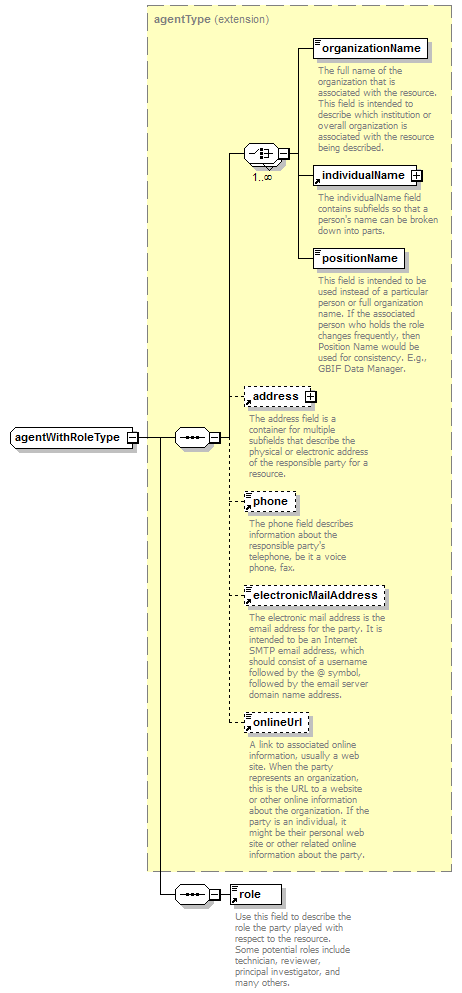 agentType (extension)
organizationName
The full name of the
organization that is
associated with the resource.
This field is intended to
describe which institution or
overall organization is
associated with the resource
being described.
1..∞
individualName
The individualName field
contains subfields so that a
person's name can be broken
down into parts.
positionName
This field is intended to be
used instead of a particular
person or full organization
name. If the associated
person who holds the role
changes frequently, then
Position Name would be
used for consistency. E.g.,
GBIF Data Manager.
address
The address field is a
container for multiple
subfields that describe the
physical or electronic address
of the responsible party for a
resource.
agentWithRoleType
phone
The phone field describes
information about the
responsible party's
telephone, be it a voice
phone, fax.
electronicMailAddress
The electronic mail address is the
email address for the party. It is
intended to be an Internet
SMTP email address, which
should consist of a username
followed by the @ symbol,
followed by the email server
domain name address.
onlineUrl
A link to associated online
information, usually a web
site. When the party
represents an organization,
this is the URL to a website
or other online information
about the organization. If the
party is an individual, it
might be their personal web
site or other related online
information about the party.
role
Use this field to describe the
role the party played with
respect to the resource.
Some potential roles include
technician, reviewer,
principal investigator, and
many others.